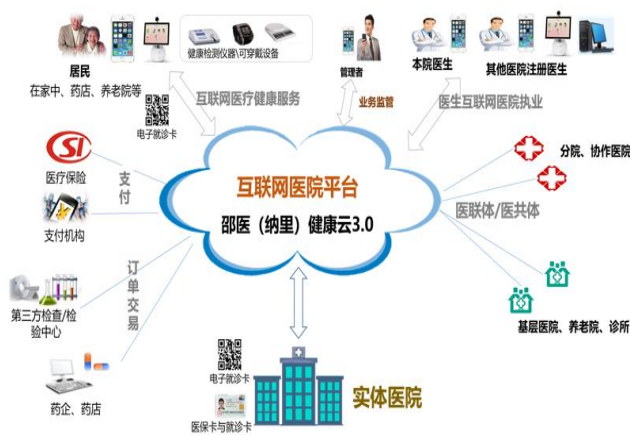 健康检测仪器\可穿戴设备
居民
在家中、药店、养老院等
电子就诊卡
互联网医疗健康服务
管理者
业务监管
本院医生
其他医院注册医生
医生互联网医院执业
SI
医疗保险
支付
支付机构
互联网医院平台
邵医（纳里）健康云3.0
分院、协作医院
医联体/医共体
订单交易
第三方检查/检
验中心
基层医院、养老院、诊所
药企、药店
电子就诊卡
医保卡与就诊卡
实体医院